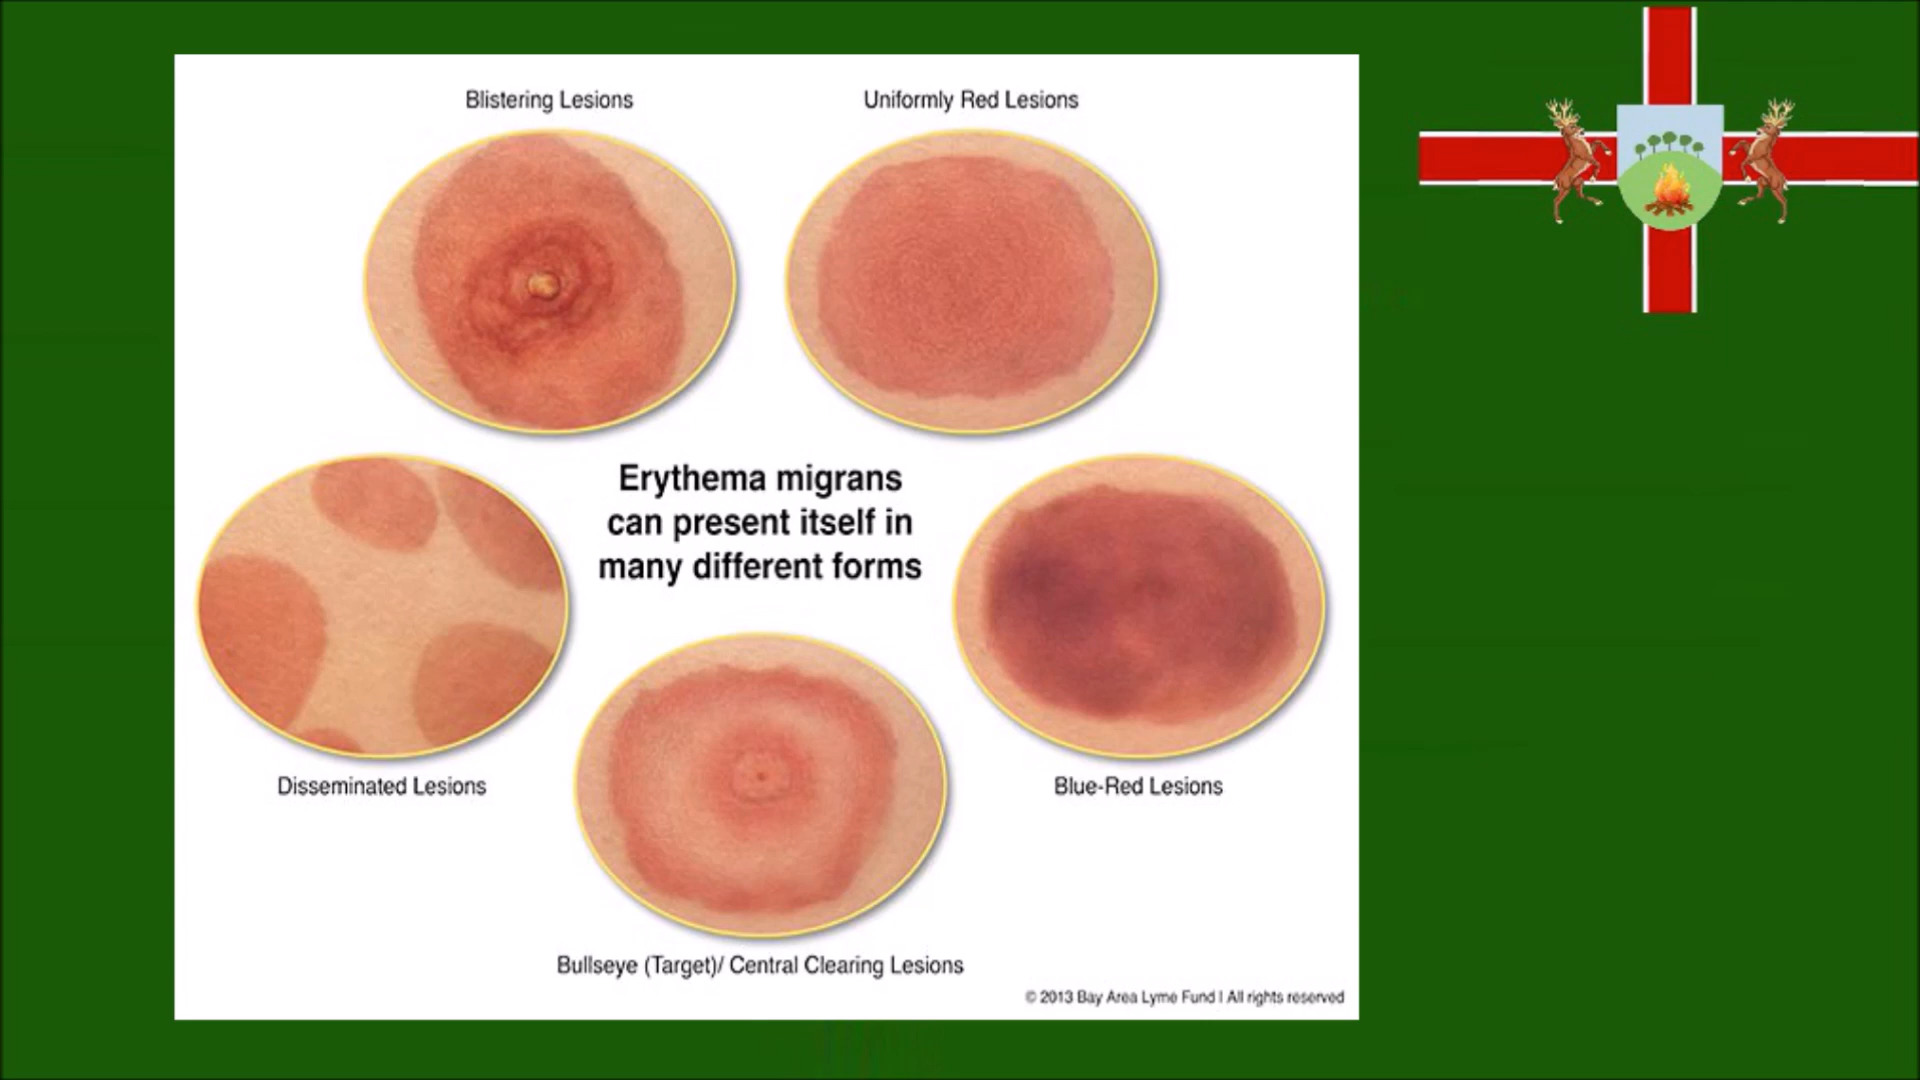 Blistering Lesions
Uniformly Red Lesions
Erythema migrans
can present itself in
many different forms
Disseminated Lesions
Blue-Red Lesions
Bullseye (Target)/ Central Clearing Lesions
© 2013 Bay Area Lyme Fund | All rights reserved